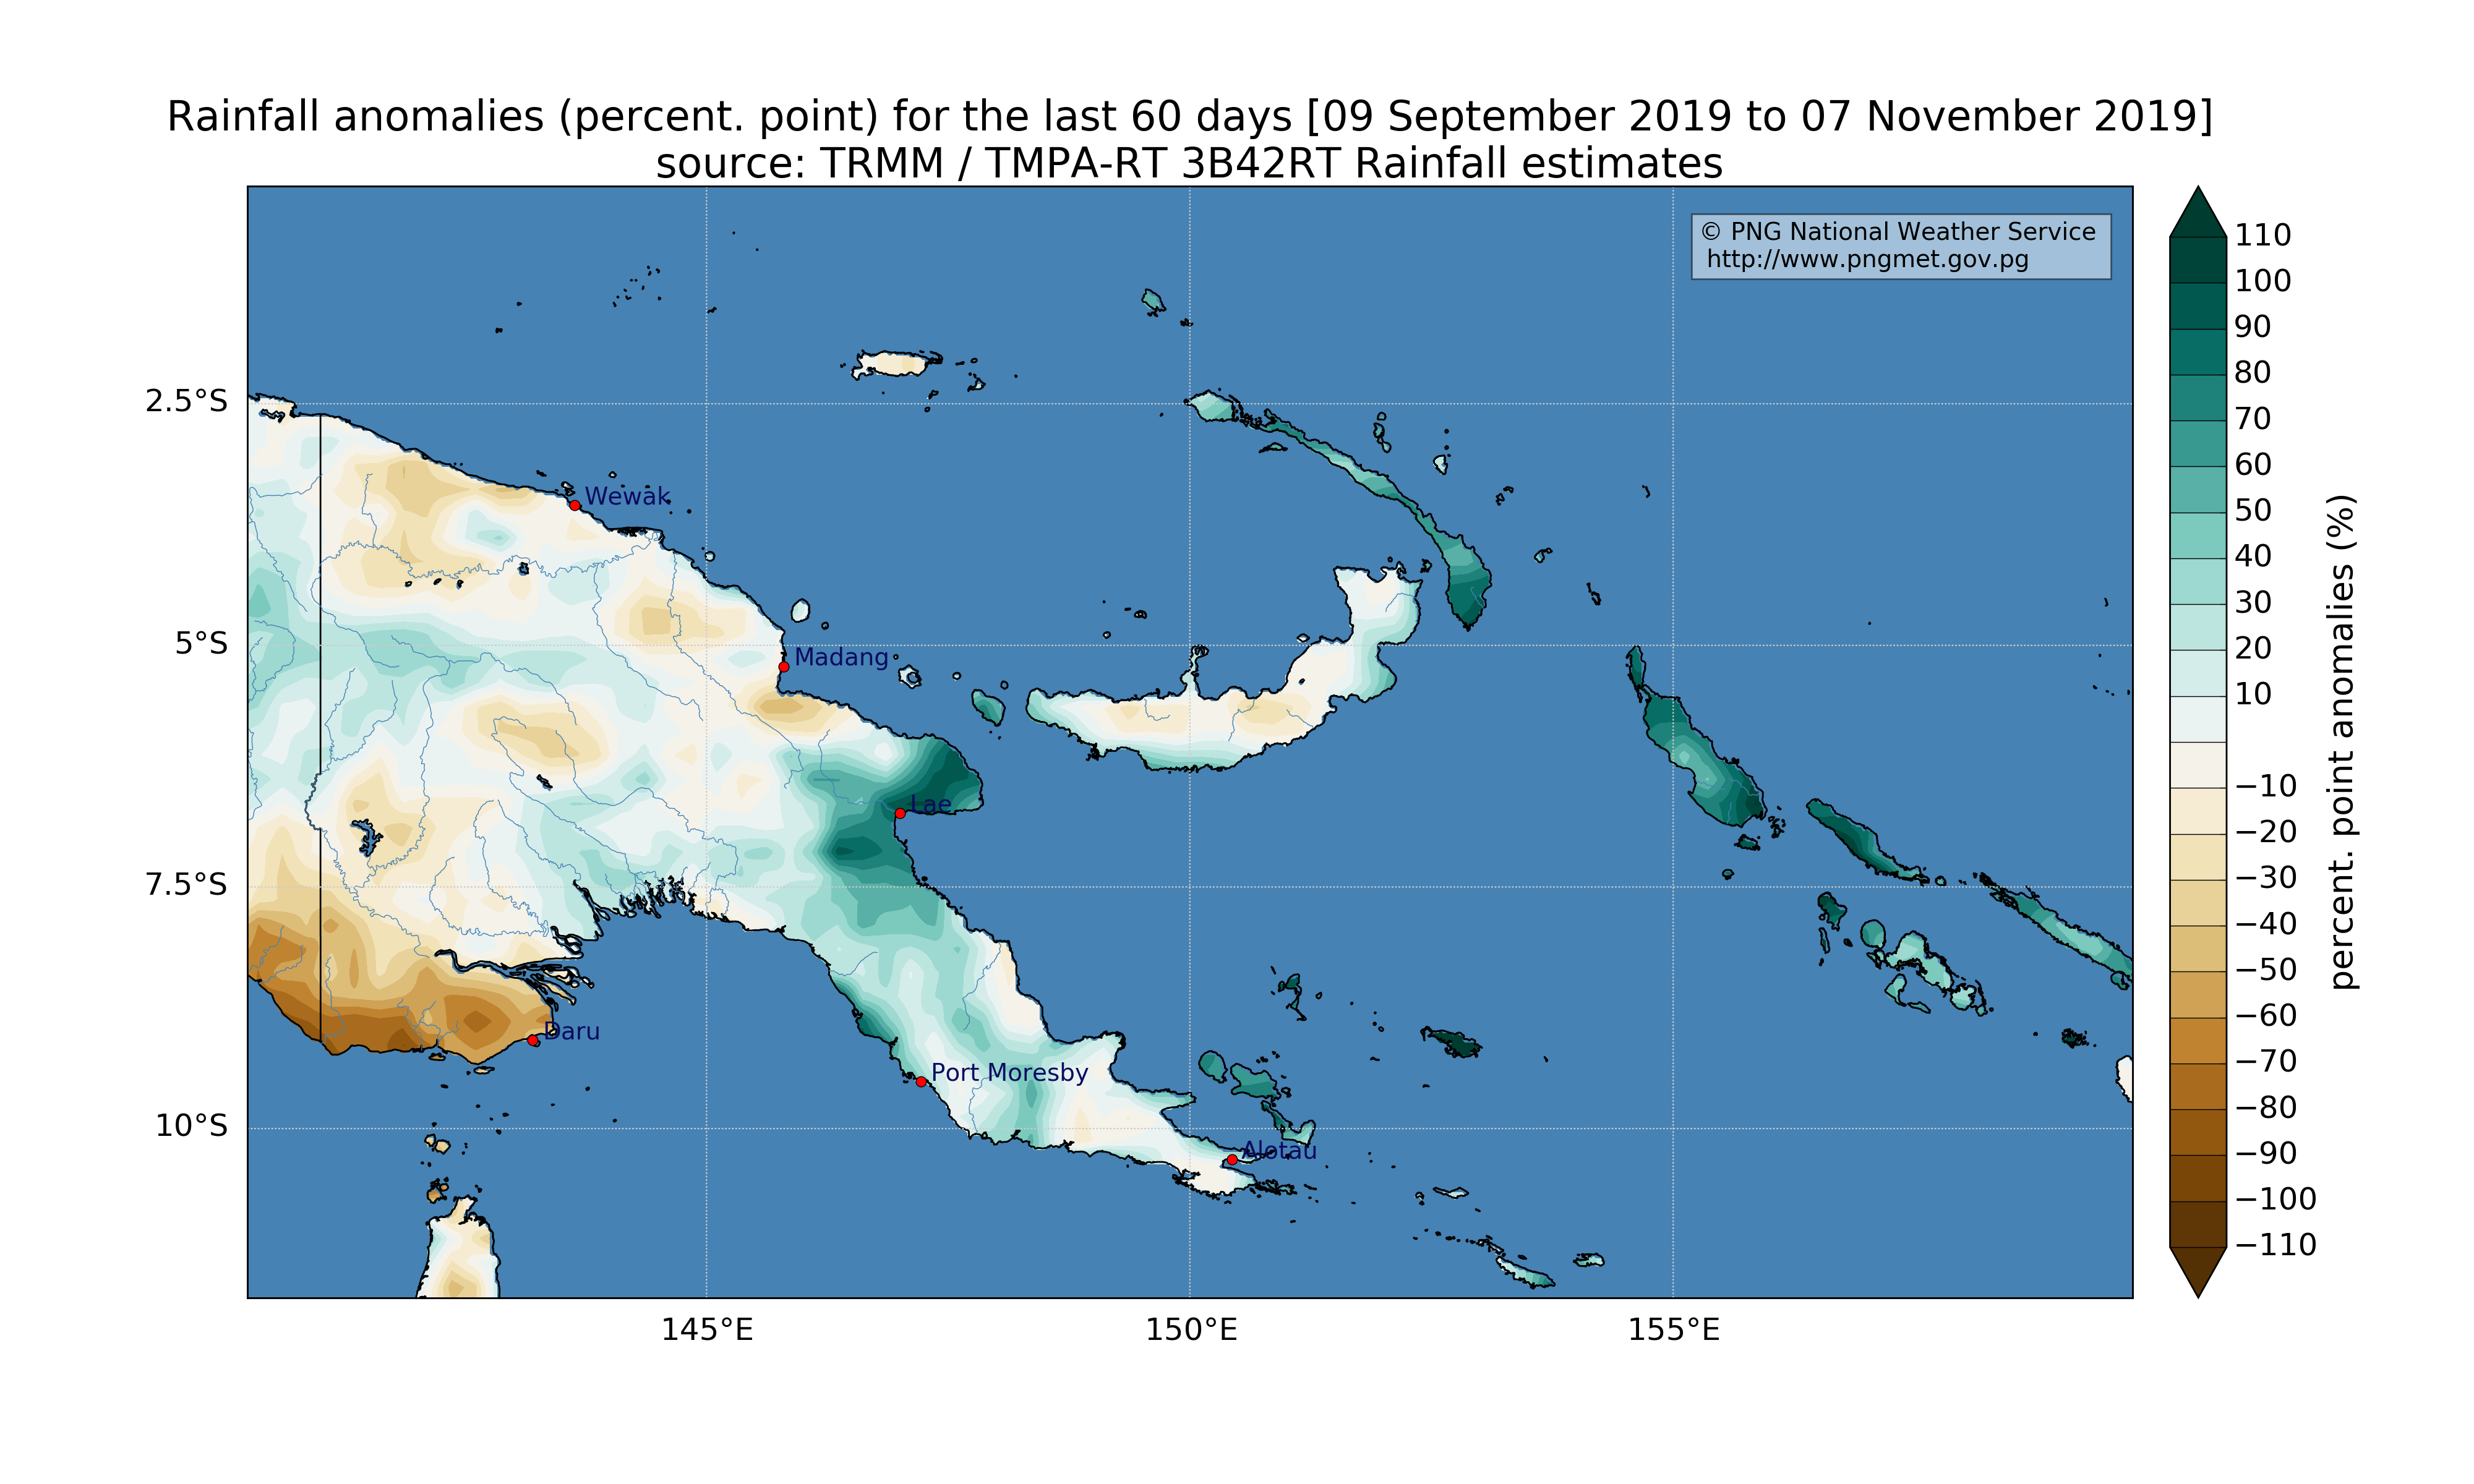 Rainfall anomalies (percent. point) for the last 60 days [09 September 2019 to 07 November 2019]
source: TRMM / TMPA-RT 3B42RT Rainfall estimates
© PNG National Weather Service
http://www.pngmet.gov.pg
2.5°S
5°S
7.5°S
10°S
Wewak
Madang
Lae
Daru
Port Moresby
Alotau
145°E
150°E
155°E
110
100
90
80
70
60
50
40
30
20
10
−10
−20
−30
−40
−50
−60
−70
−80
−90
−100
−110
percent. point anomalies (%)